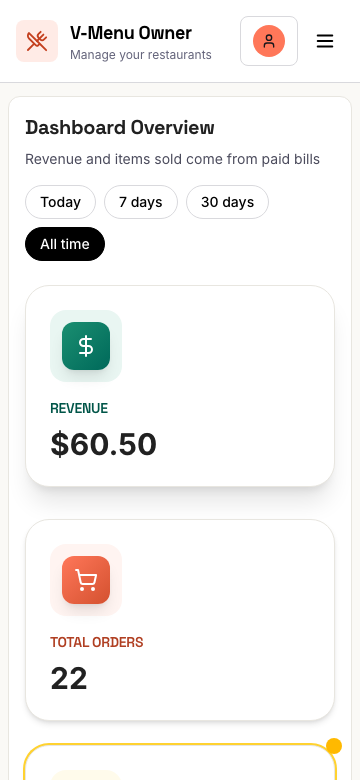 V-Menu Owner
Manage your restaurants
Dashboard Overview
Revenue and items sold come from paid bills
Today
7 days
30 days
All time
REVENUE
$60.50
TOTAL ORDERS
22